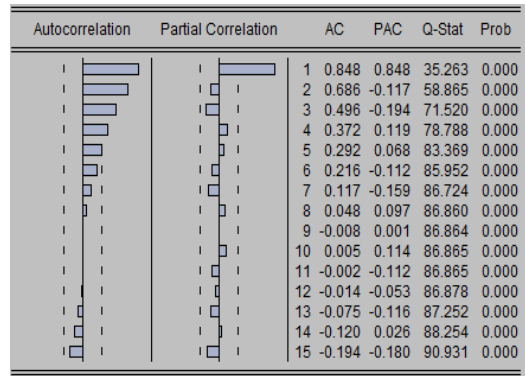 Autocorrelation Partial Correlation AC PAC Q-Stat Prob
1 0.848 0.848 35.263 0.000
2 0.686 -0.117 58.865 0.000
3 0.496 -0.194 71.520 0.000
4 0.372 0.119 78.788 0.000
5 0.292 0.068 83.369 0.000
6 0.216 -0.112 85.952 0.000
7 0.117 -0.159 86.724 0.000
8 0.048 0.097 86.860 0.000
9 -0.008 0.001 86.864 0.000
10 0.005 0.114 86.865 0.000
11 -0.002 -0.112 86.865 0.000
12 -0.014 -0.053 86.878 0.000
13 -0.075 -0.116 87.252 0.000
14 -0.120 0.026 88.254 0.000
15 -0.194 -0.180 90.931 0.000